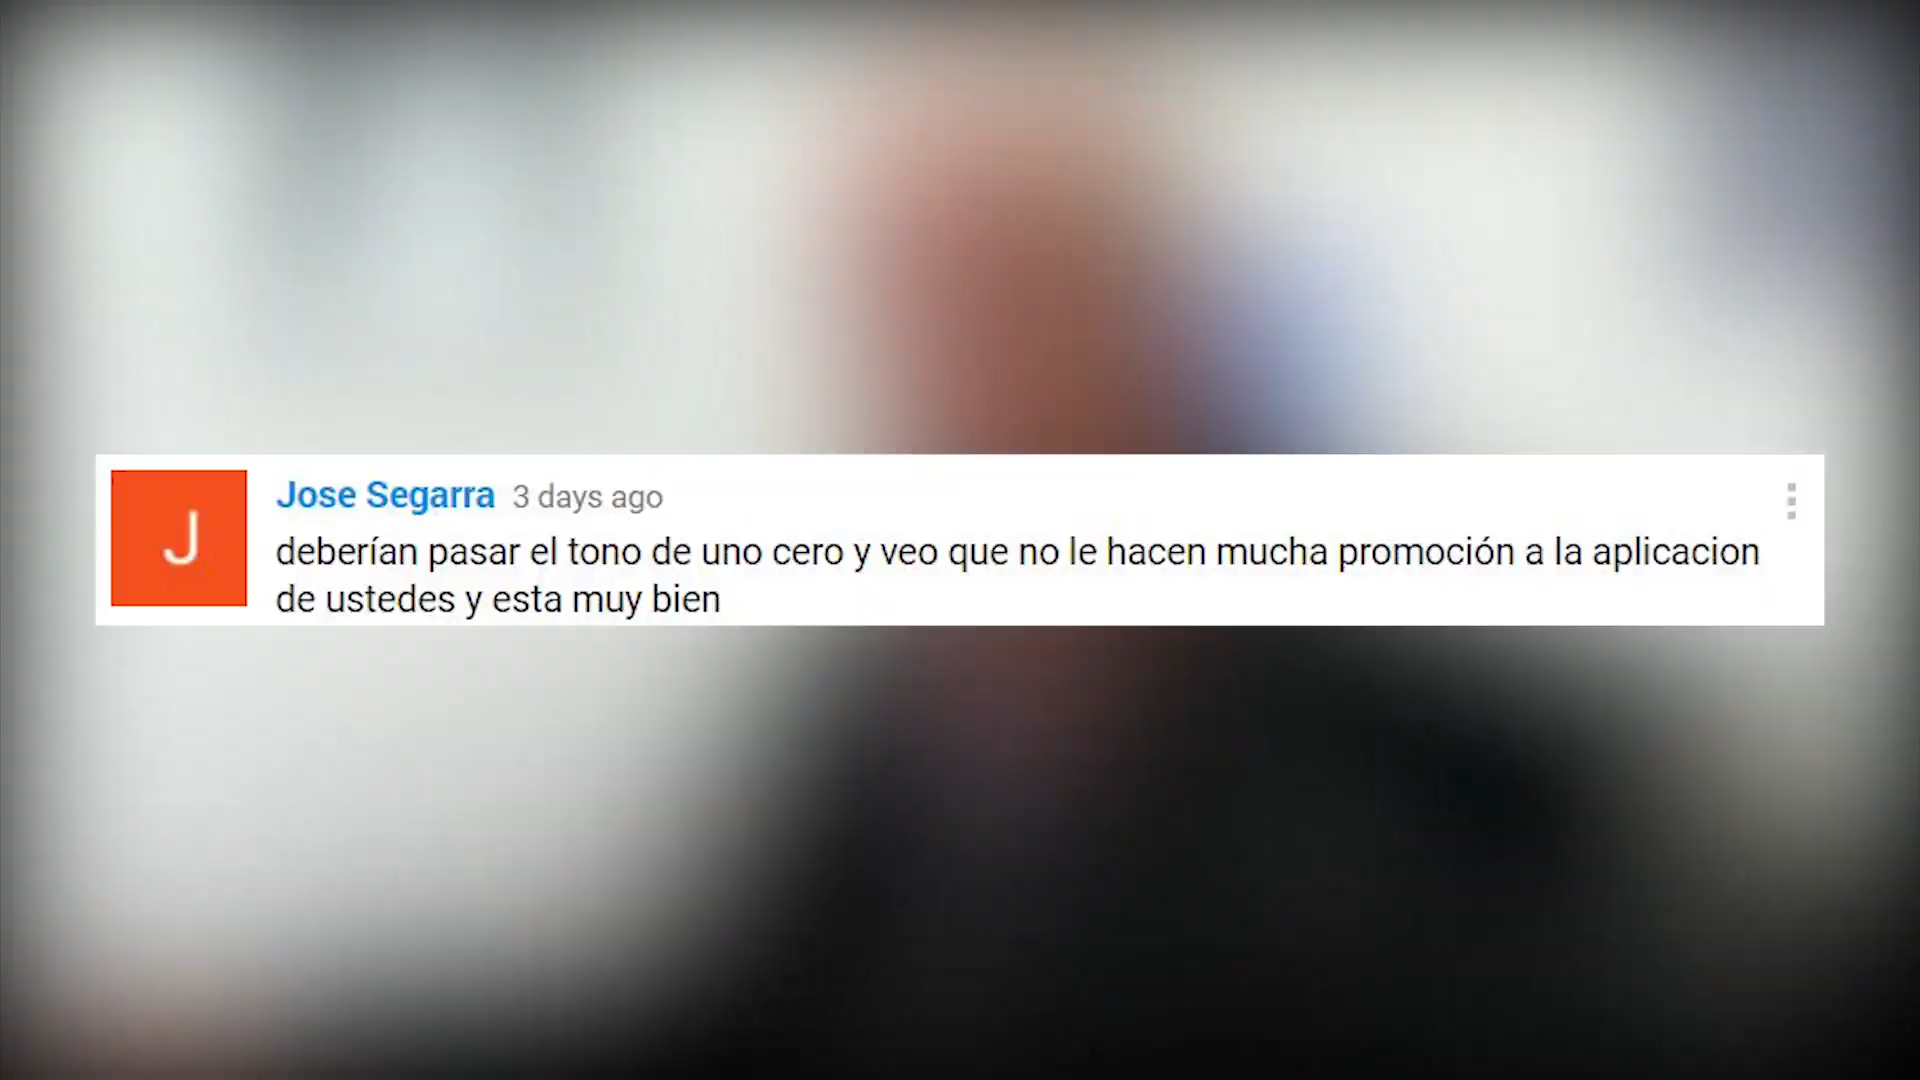 J
Jose Segarra 3 days ago
deberían pasar el tono de uno cero y veo que no le hacen mucha promoción a la aplicacion
de ustedes y esta muy bien